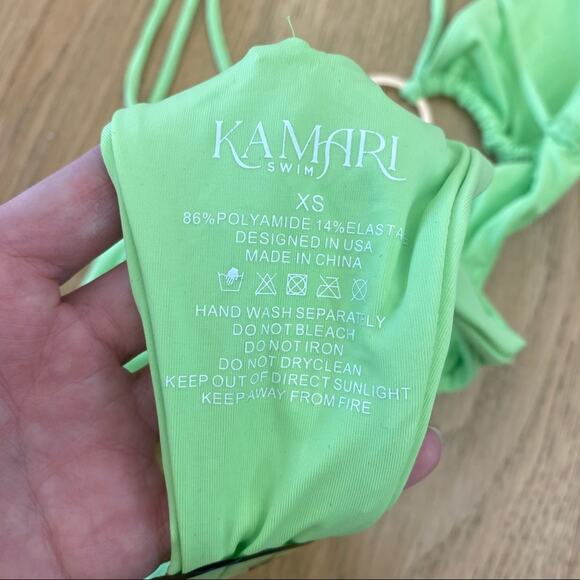 KAMARI
SWIM
XS
86%POLYAMIDE 14%ELASTA
DESIGNED IN USA
MADE IN CHINA
HAND WASH SEPARATELY
DO NOT BLEACH
DO NOT IRON
DO NOT DRYCLEAN
KEEP OUT OF DIRECT SUNLIGHT
KEEP AWAY FROM FIRE